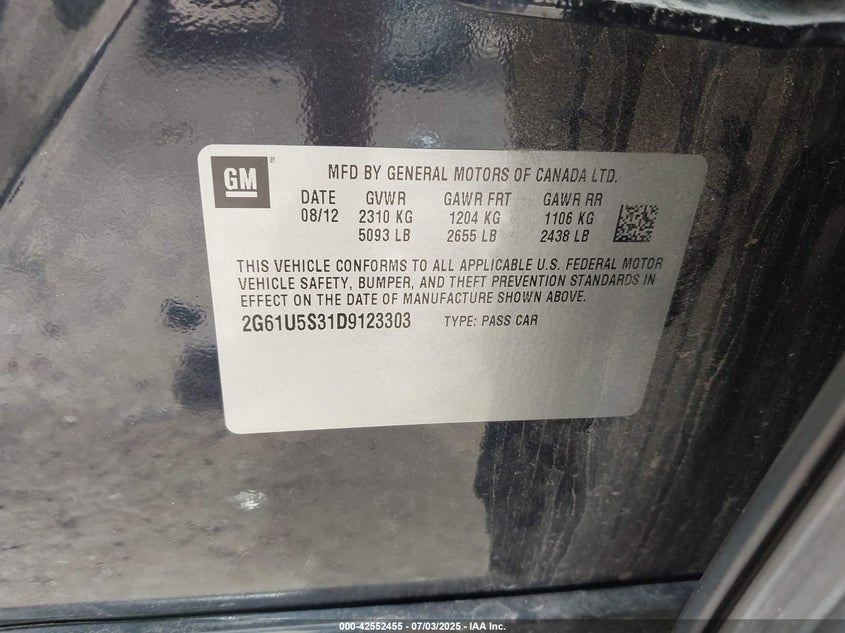 GM ®
MFD BY GENERAL MOTORS OF CANADA LTD.
DATE GVWR GAWR FRT GAWR RR
08/12 2310 KG 1204 KG 1106 KG
5093 LB 2655 LB 2438 LB
THIS VEHICLE CONFORMS TO ALL APPLICABLE U.S. FEDERAL MOTOR
VEHICLE SAFETY, BUMPER, AND THEFT PREVENTION STANDARDS IN
EFFECT ON THE DATE OF MANUFACTURE SHOWN ABOVE.
2G61U5S31D9123303 TYPE: PASS CAR
000-42552455 - 07/03/2025 - IAA Inc.